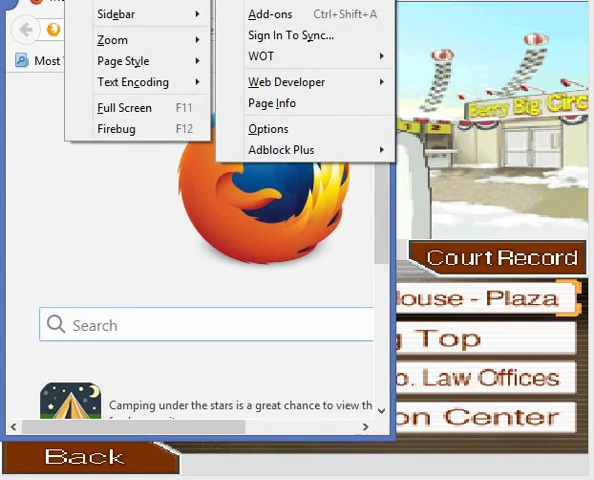 Sidebar
Zoom
Page Style
Text Encoding
Full Screen F11
Firebug F12
Add-ons Ctrl+Shift+A
Sign In To Sync...
WOT
Web Developer
Page Info
Options
Adblock Plus
Most
Search
Camping under the stars is a great chance to view th
Berry Big Circ
Court Record
House - Plaza
g Top
o. Law Offices
on Center
Back